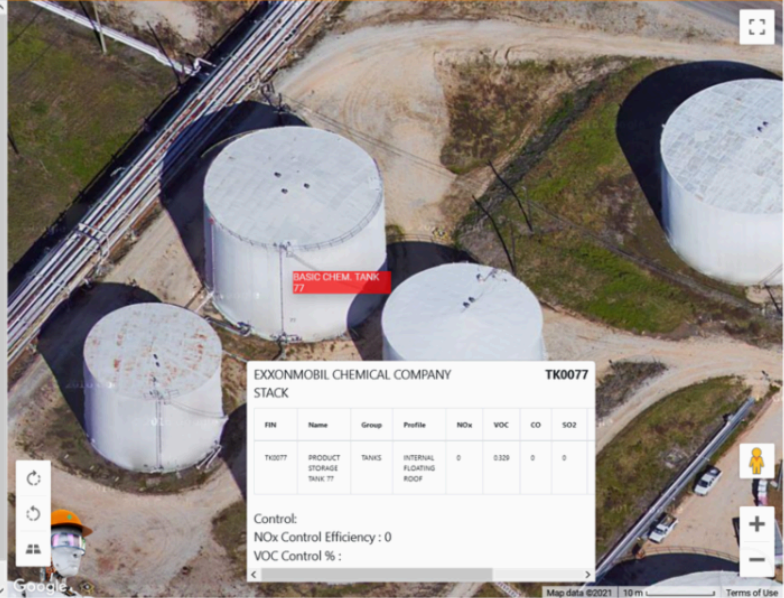 BASIC CHEM. TANK
77
EXXONMOBIL CHEMICAL COMPANY TK0077
STACK
FIN Name Group Profile NOx VOC CO SO2
TK0077 PRODUCT TANKS INTERNAL 0 0.329 0 0
STORAGE FLOATING
TANK 77 ROOF
Control:
NOx Control Efficiency : 0
VOC Control % :
Google
Map data ©2021 10 m Terms of Use